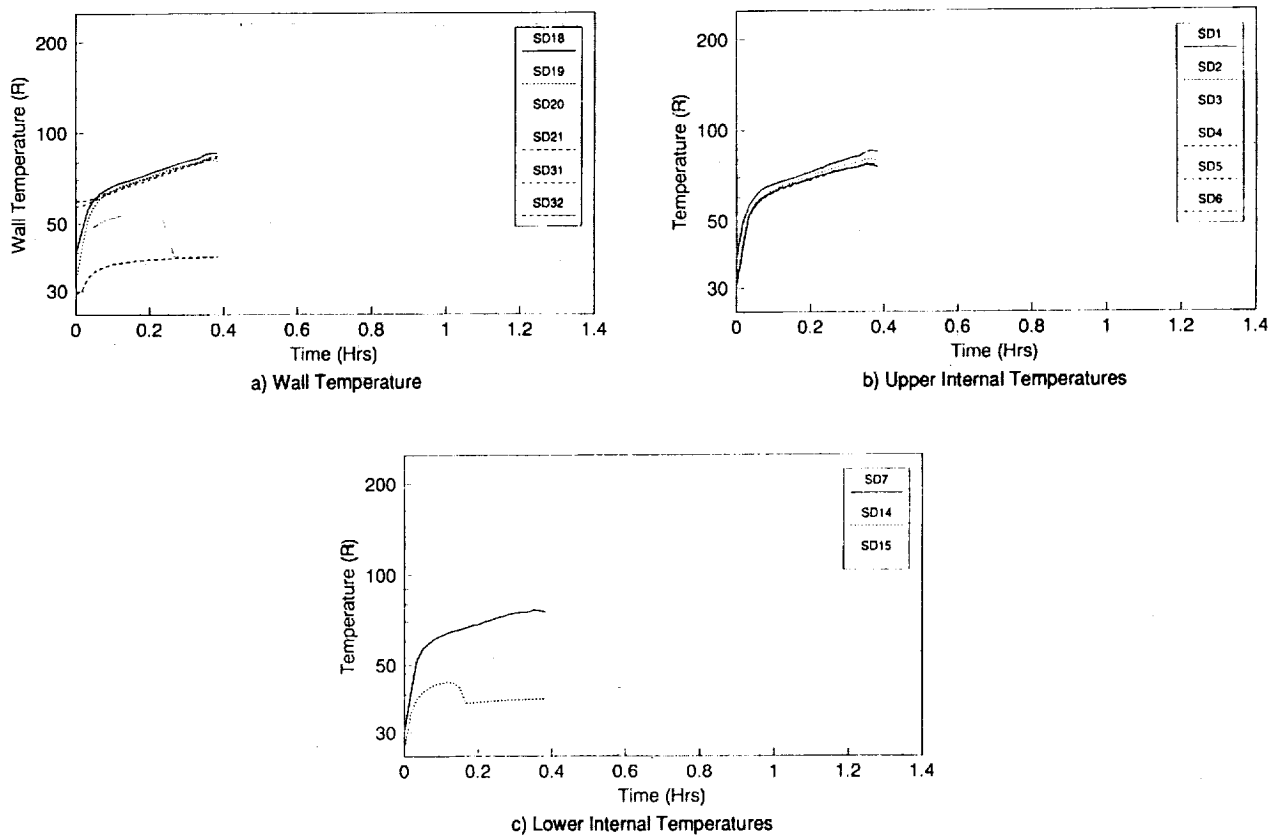 200
100
50
30
Wall Temperature (R)
0
0.2
0.4
0.6
0.8
1
1.2
1.4
Time (Hrs)
SD18
SD19
SD20
SD21
SD31
SD32
a) Wall Temperature
200
100
50
30
Temperature (R)
0
0.2
0.4
0.6
0.8
1
1.2
1.4
Time (Hrs)
SD1
SD2
SD3
SD4
SD5
SD6
b) Upper Internal Temperatures
200
100
50
30
Temperature (R)
0
0.2
0.4
0.6
0.8
1
1.2
1.4
Time (Hrs)
SD7
SD14
SD15
c) Lower Internal Temperatures